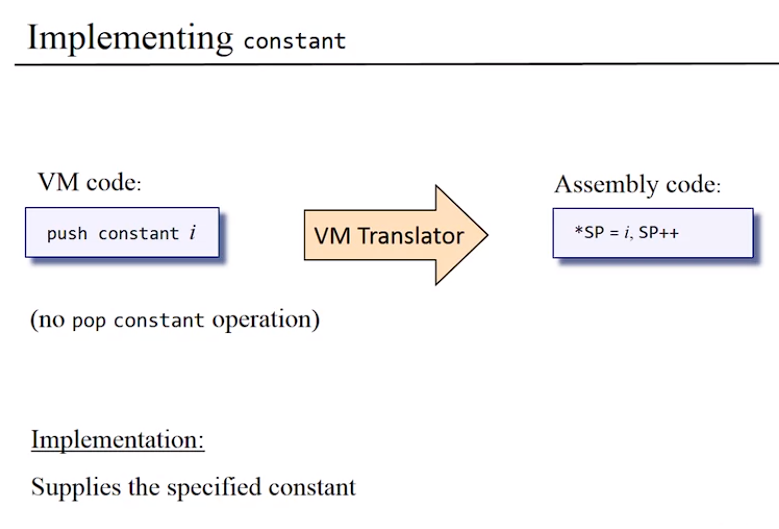 Implementing constant
VM code:
Assembly code:
push constant i
VM Translator
*SP = i, SP++
(no pop constant operation)
Implementation:
Supplies the specified constant